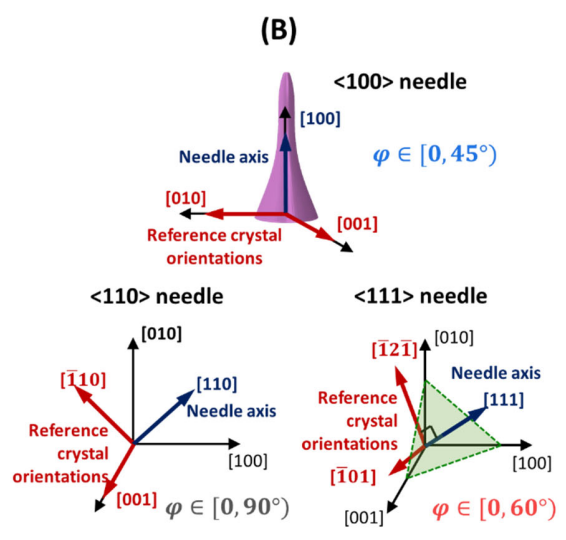 (B)
<100> needle
[100]
Needle axis
φ ∈ [0, 45°)
[010]
[001]
Reference crystal
orientations
<110> needle
[010]
[1̅10]
[110]
Needle axis
Reference
crystal
orientations
[100]
[001]
φ ∈ [0, 90°)
<111> needle
[010]
[1̅21̅]
Needle axis
[111]
Reference
crystal
orientations
[1̅01]
[100]
[001]
φ ∈ [0, 60°)